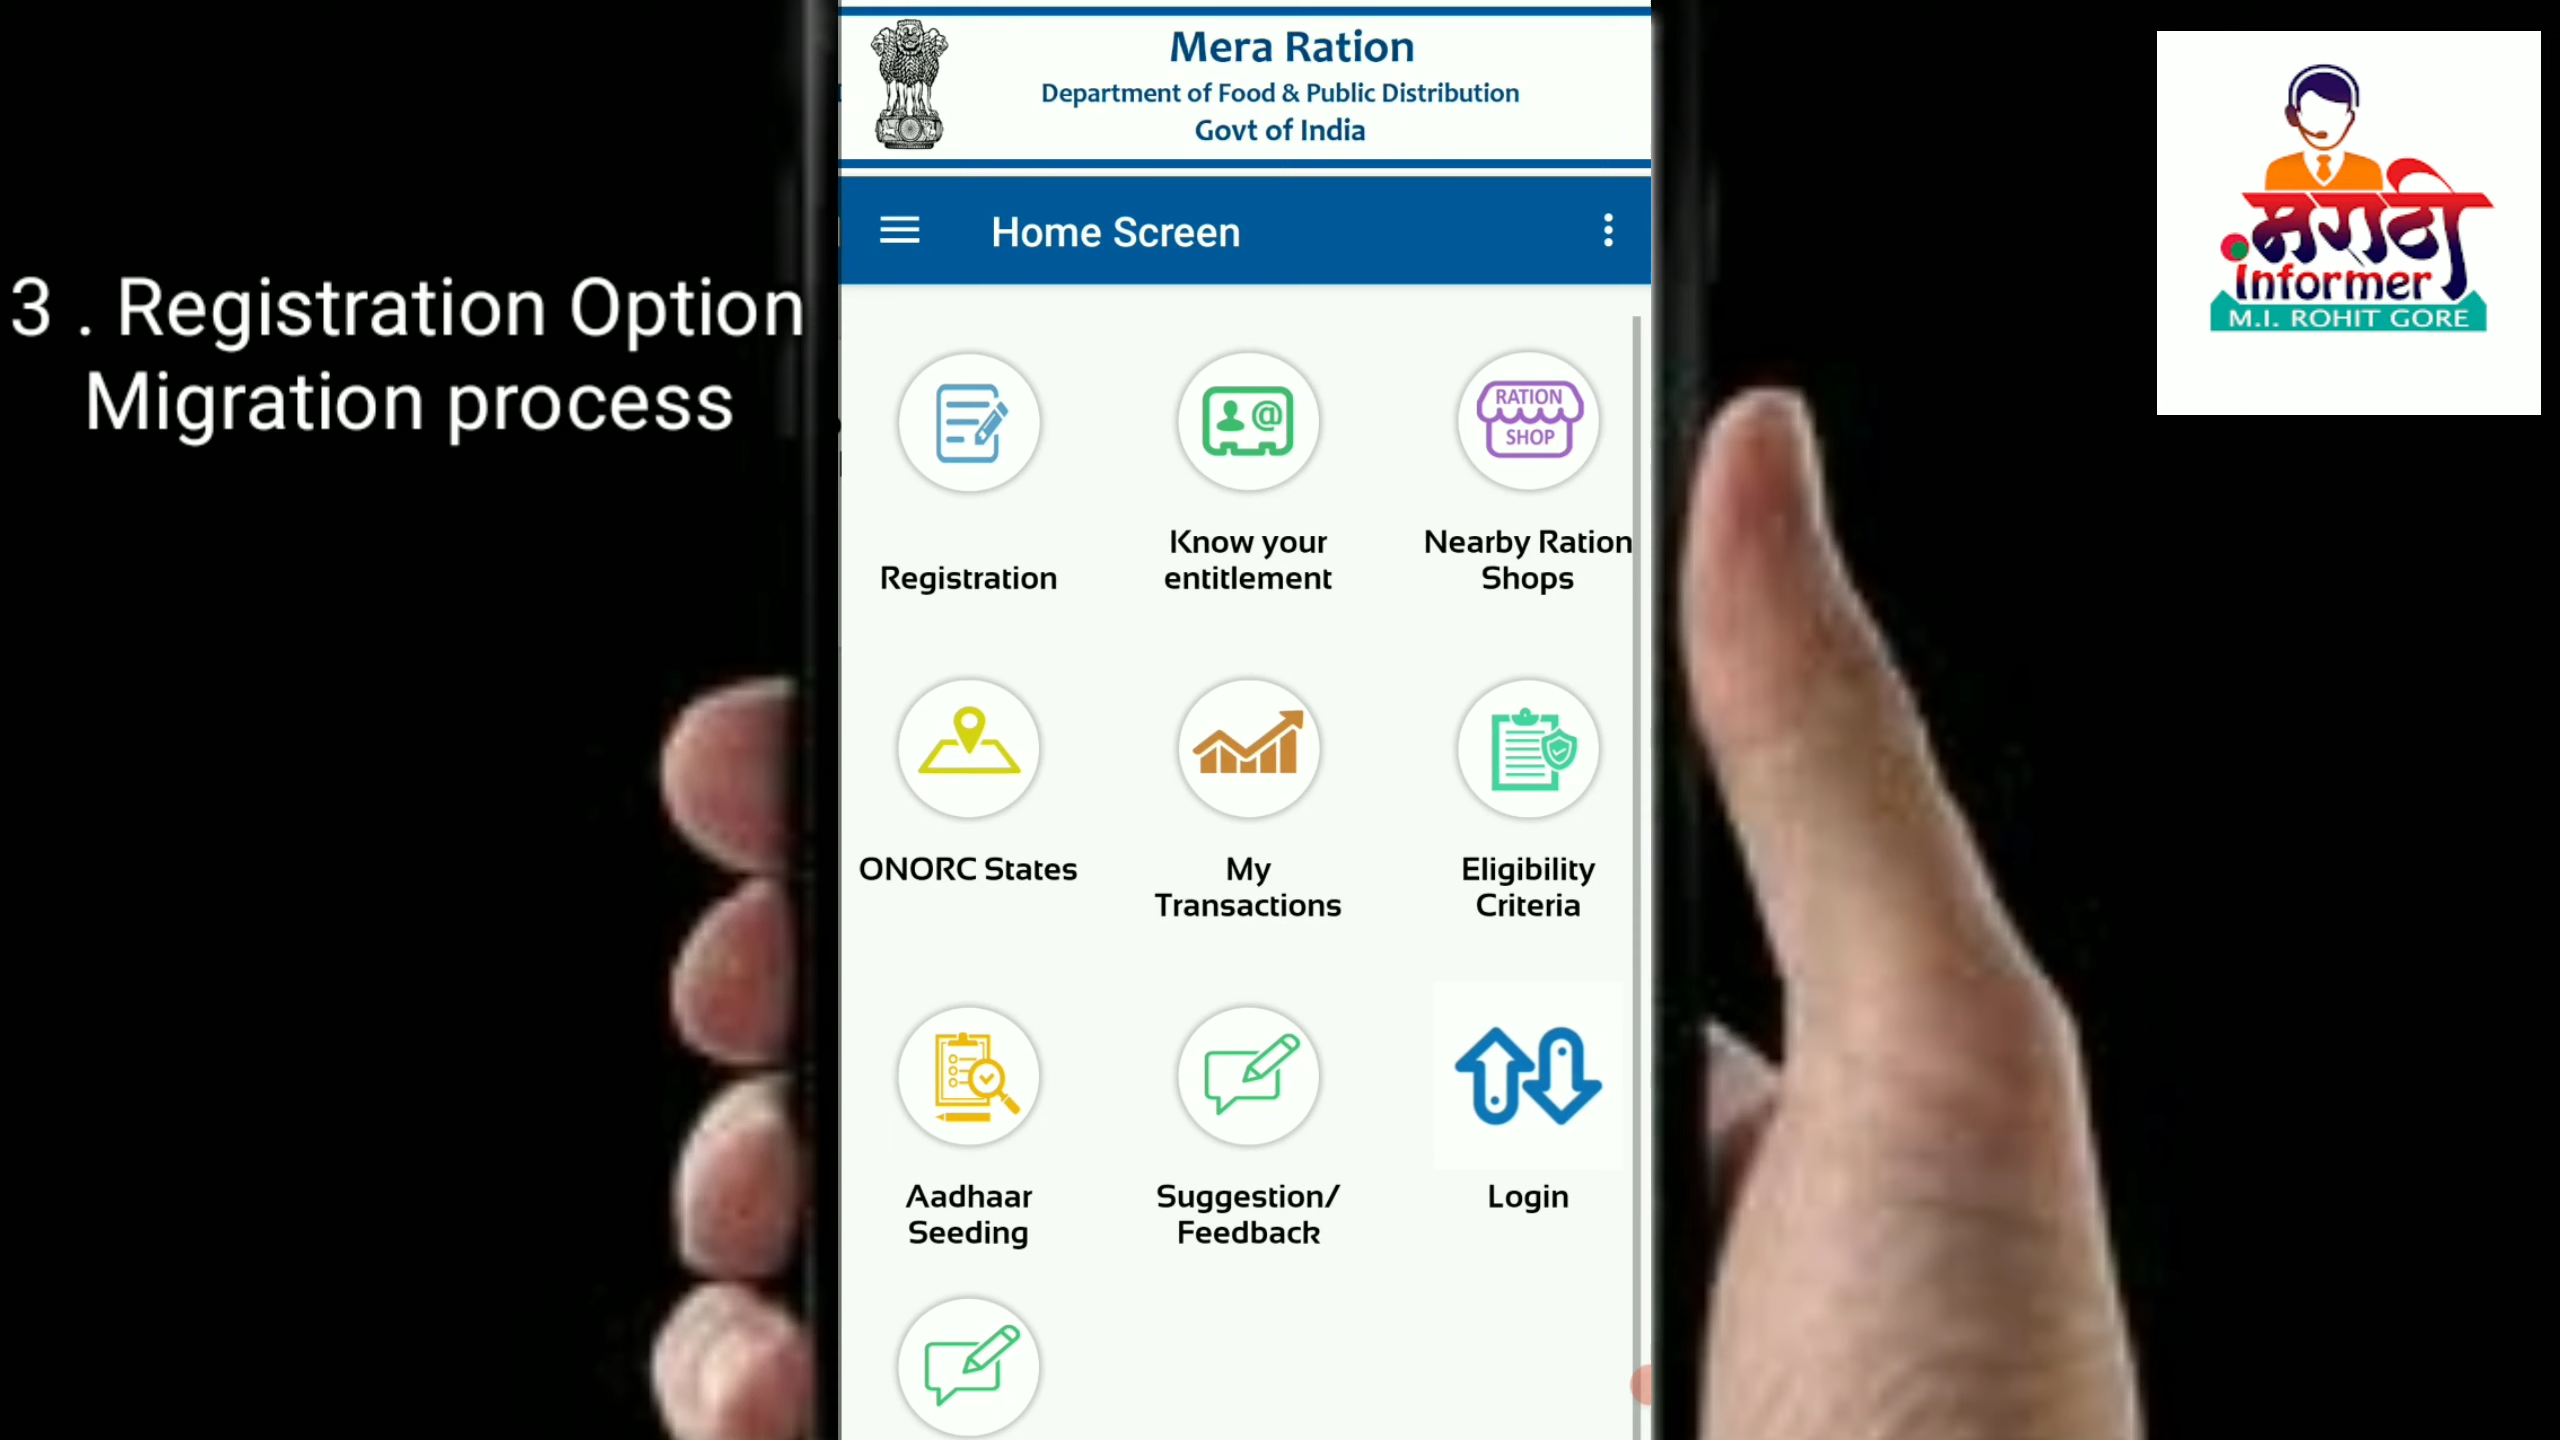 Mera Ration
Department of Food & Public Distribution
Govt of India
Home Screen
3 . Registration Option
Migration process
मराठी
Informer
M.I. ROHIT GORE
RATION
SHOP
Registration
Know your
entitlement
Nearby Ration
Shops
ONORC States
My
Transactions
Eligibility
Criteria
Aadhaar
Seeding
Suggestion/
Feedback
Login